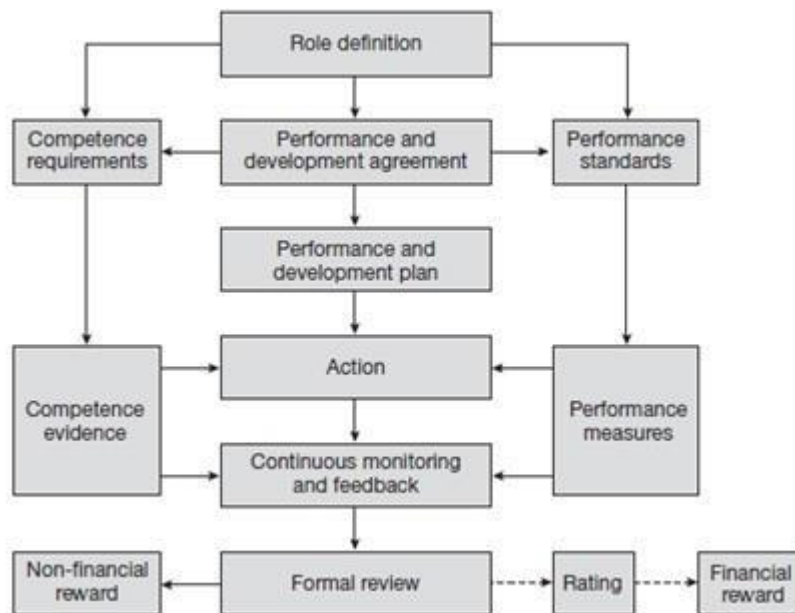 Role definition
Competence
requirements
Performance and
development agreement
Performance
standards
Performance and
development plan
Action
Competence
evidence
Performance
measures
Continuous monitoring
and feedback
Non-financial
reward
Formal review
Rating
Financial
reward